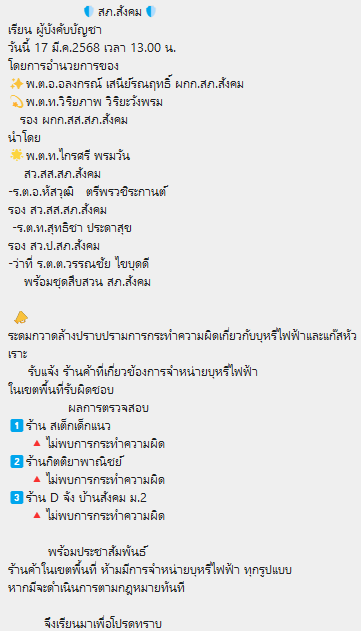 🛡️ สภ.สังคม 🛡️
เรียน ผู้บังคับบัญชา
วันนี้ 17 มี.ค.2568 เวลา 13.00 น.
โดยการอำนวยการของ
✨พ.ต.อ.อลงกรณ์ เสนีย์รณฤทธิ์ ผกก.สภ.สังคม
💫พ.ต.ท.วิริยภาพ วิริยะวังพรม
รอง ผกก.สส.สภ.สังคม
นำโดย
🌟พ.ต.ท.ไกรศรี พรมวัน
สว.สส.สภ.สังคม
-ร.ต.อ.หัสวุฒิ ตรีพรวชิระกานต์
รอง สว.สส.สภ.สังคม
-ร.ต.ท.สุทธิชา ประดาสุข
รอง สว.ป.สภ.สังคม
-ว่าที่ ร.ต.ต.วรรณชัย ไขบุดดี
พร้อมชุดสืบสวน สภ.สังคม
📣
ระดมกวาดล้างปราบปรามการกระทำความผิดเกี่ยวกับบุหรี่ไฟฟ้าและแก๊สหัว
เราะ
รับแจ้ง ร้านค้าที่เกี่ยวข้องการจำหน่ายบุหรี่ไฟฟ้า
ในเขตพื้นที่รับผิดชอบ
ผลการตรวจสอบ
1️⃣ร้าน สเต็กเด็กแนว
🔺ไม่พบการกระทำความผิด
2️⃣ร้านกิตติยาพาณิชย์
🔺ไม่พบการกระทำความผิด
3️⃣ร้าน D จัง บ้านสังคม ม.2
🔺ไม่พบการกระทำความผิด
พร้อมประชาสัมพันธ์
ร้านค้าในเขตพื้นที่ ห้ามมีการจำหน่ายบุหรี่ไฟฟ้า ทุกรูปแบบ
หากมีจะดำเนินการตามกฎหมายทันที
จึงเรียนมาเพื่อโปรดทราบ